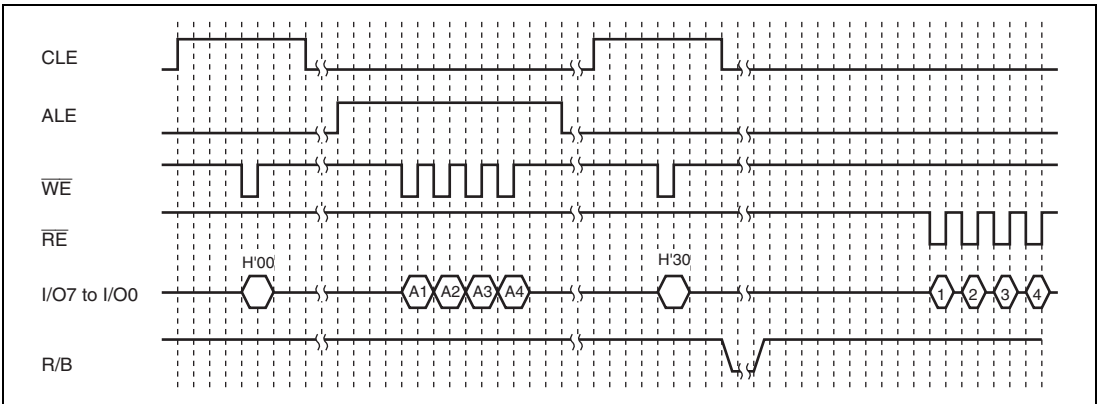 CLE
ALE
WE
RE
H'00
H'30
I/O7 to I/O0
A1 A2 A3 A4
1 2 3 4
R/B